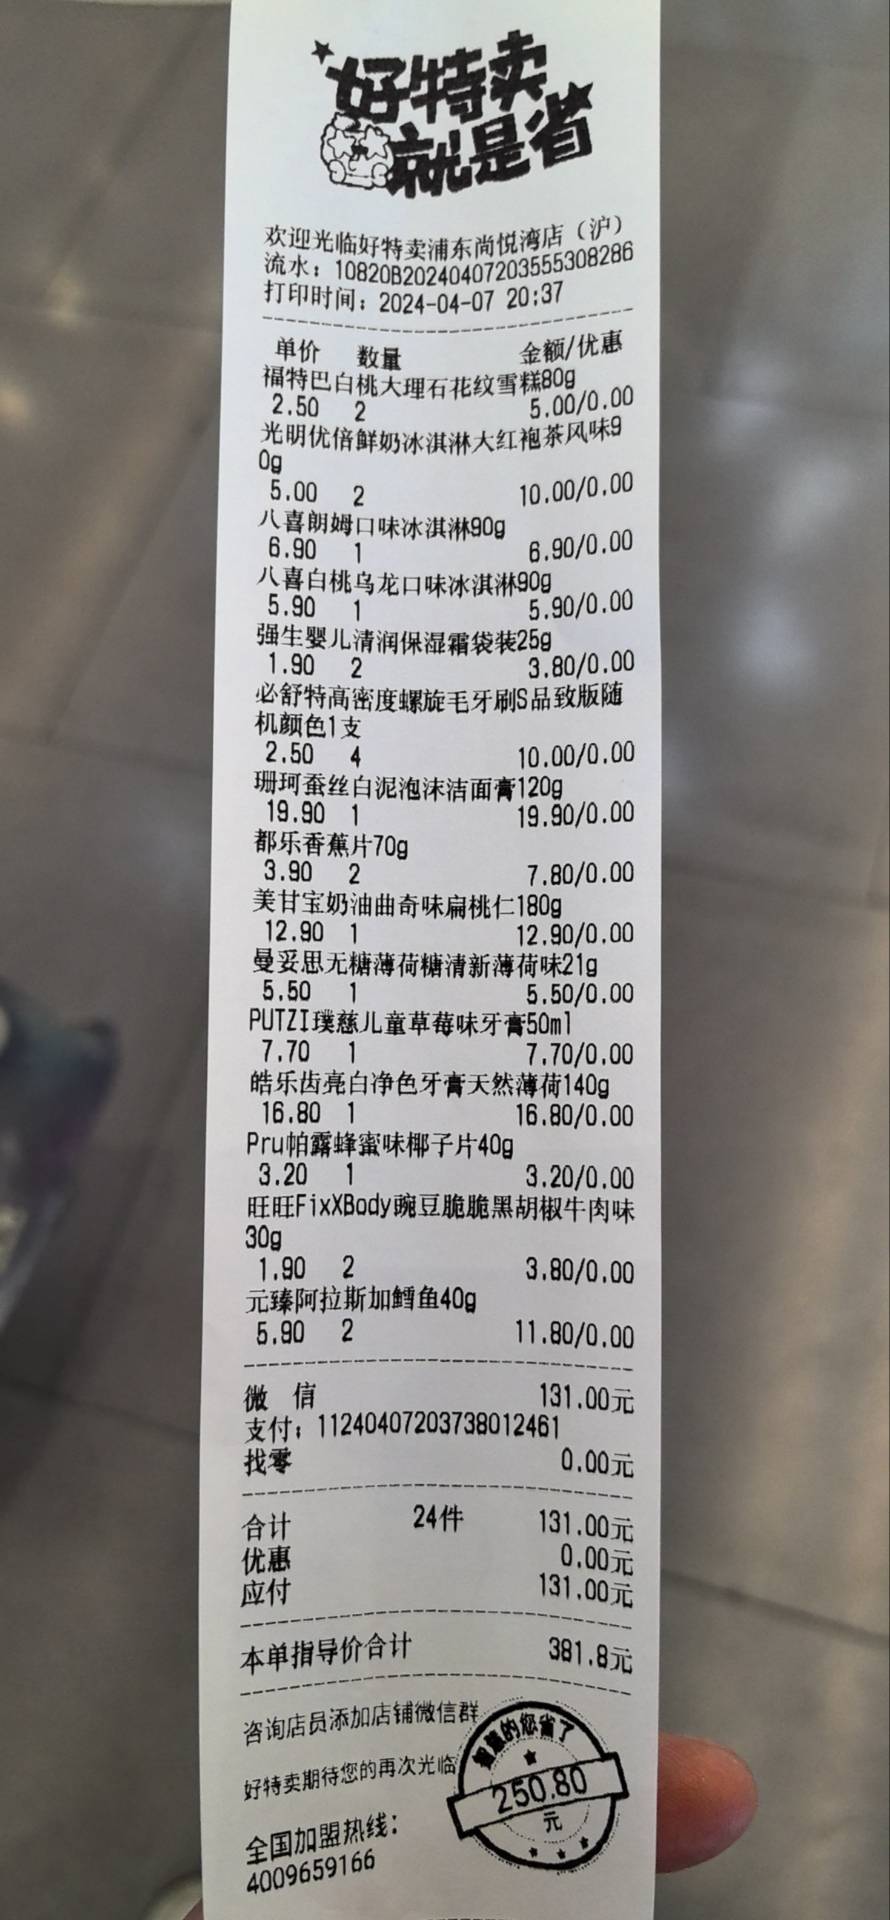 好特卖
就是省
欢迎光临好特卖浦东尚悦湾店（沪）
流水：10820B20240407203555308286
打印时间：2024-04-07 20:37
单价 数量 金额/优惠
福特巴白桃大理石花纹雪糕80g
2.50 2 5.00/0.00
光明优倍鲜奶冰淇淋大红袍茶风味9
0g
5.00 2 10.00/0.00
八喜朗姆口味冰淇淋90g
6.90 1 6.90/0.00
八喜白桃乌龙口味冰淇淋90g
5.90 1 5.90/0.00
强生婴儿清润保湿霜袋装25g
1.90 2 3.80/0.00
必舒特高密度螺旋毛牙刷S品致版随
机颜色1支
2.50 4 10.00/0.00
珊珂蚕丝白泥泡沫洁面膏120g
19.90 1 19.90/0.00
都乐香蕉片70g
3.90 2 7.80/0.00
美甘宝奶油曲奇味扁桃仁180g
12.90 1 12.90/0.00
曼妥思无糖薄荷糖清新薄荷味21g
5.50 1 5.50/0.00
PUTZI璞慈儿童草莓味牙膏50ml
7.70 1 7.70/0.00
皓乐齿亮白净色牙膏天然薄荷140g
16.80 1 16.80/0.00
Pru帕露蜂蜜味椰子片40g
3.20 1 3.20/0.00
旺旺FixXBody豌豆脆脆黑胡椒牛肉味
30g
1.90 2 3.80/0.00
元臻阿拉斯加鳕鱼40g
5.90 2 11.80/0.00
微 信 131.00元
支付：11240407203738012461
找零 0.00元
合计 24件 131.00元
优惠 0.00元
应付 131.00元
本单指导价合计 381.8元
咨询店员添加店铺微信群
好特卖期待您的再次光临
的您省了
250.80
元
全国加盟热线：
4009659166